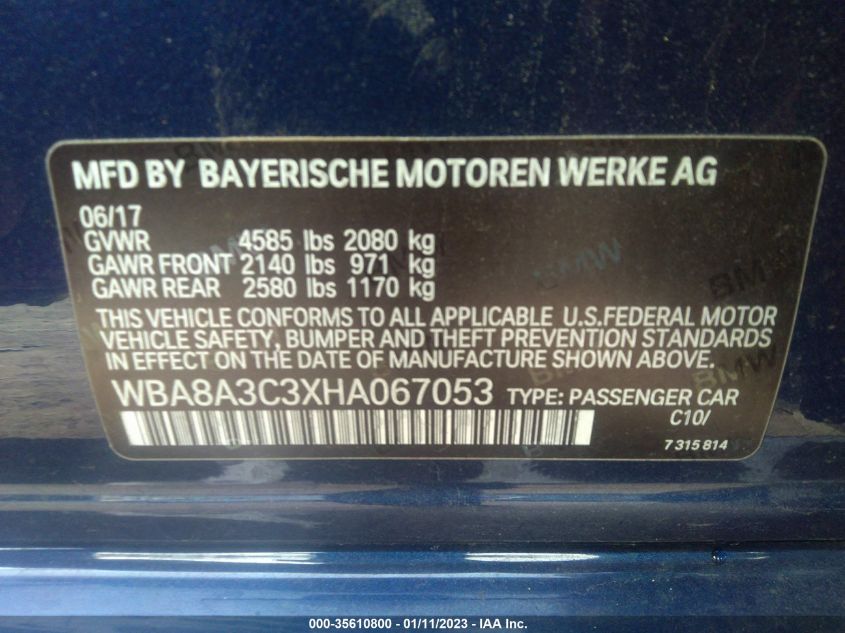 MFD BY BAYERISCHE MOTOREN WERKE AG
06/17
GVWR 4585 lbs 2080 kg
GAWR FRONT 2140 lbs 971 kg
GAWR REAR 2580 lbs 1170 kg
THIS VEHICLE CONFORMS TO ALL APPLICABLE U.S.FEDERAL MOTOR
VEHICLE SAFETY, BUMPER AND THEFT PREVENTION STANDARDS
IN EFFECT ON THE DATE OF MANUFACTURE SHOWN ABOVE.
WBA8A3C3XHA067053 TYPE: PASSENGER CAR
C10/
7 315 814
000-35610800 - 01/11/2023 - IAA Inc.